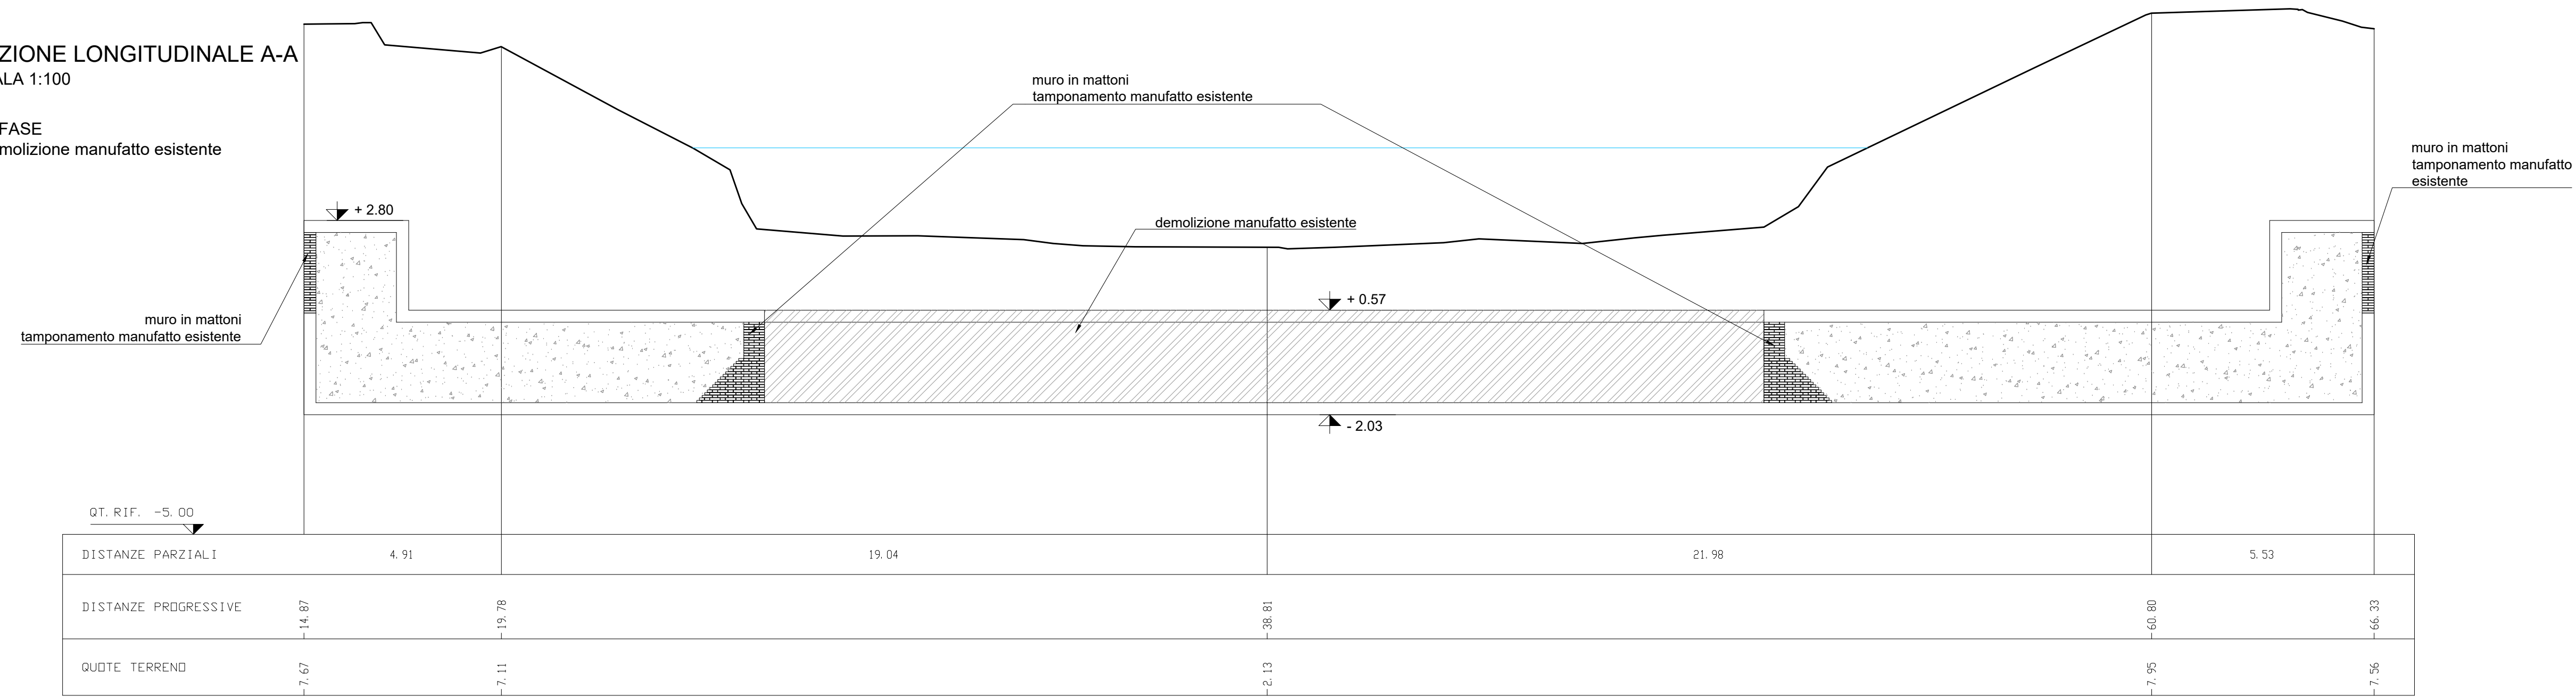 ZIONE LONGITUDINALE A-A
ALA 1:100
FASE
molizione manufatto esistente
muro in mattoni
tamponamento manufatto esistente
muro in mattoni
tamponamento manufatto
esistente
+ 2.80
demolizione manufatto esistente
+ 0.57
muro in mattoni
tamponamento manufatto esistente
- 2.03
QT. RIF. -5.00
DISTANZE PARZIALI 4.91 19.04 21.98 5.53
DISTANZE PROGRESSIVE 14.87 19.78 38.81 60.80 66.33
QUOTE TERRENO 7.67 7.11 2.13 7.95 7.56